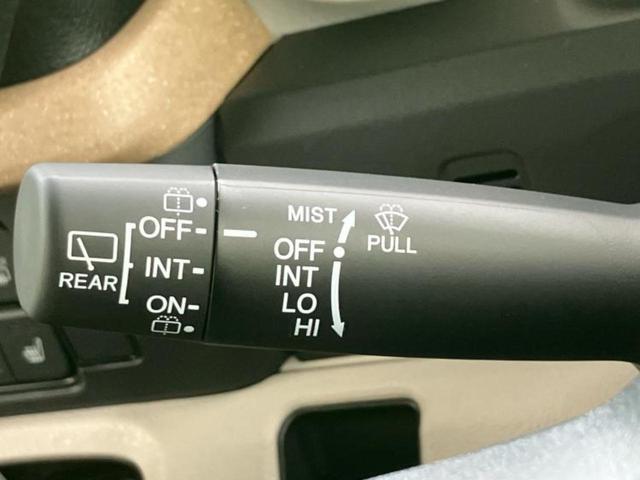 REAR
OFF
INT
ON
MIST
OFF
INT
LO
HI
PULL